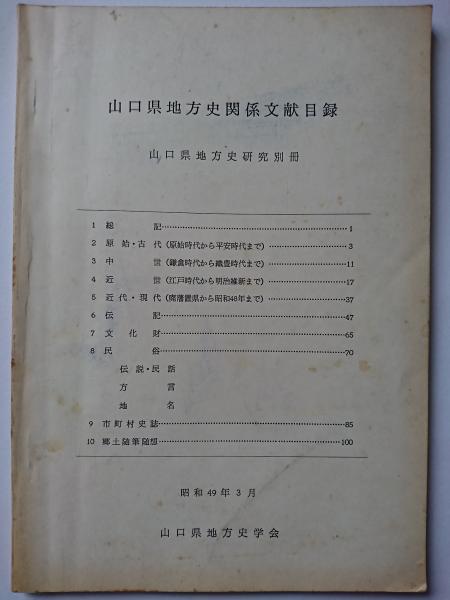 山口県地方史関係文献目録
山口県地方史研究別冊
1 総記……1
2 原始・古代(原始時代から平安時代まで)……3
3 中世(鎌倉時代から織豊時代まで)……11
4 近世(江戸時代から明治維新まで)……17
5 近代・現代(廃藩置県から昭和48年まで)……37
6 伝記……47
7 文化財……65
8 民俗……70
伝説・民話
方言
地名
9 市町村史誌……85
10 郷土随筆随想……100
昭和49年3月
山口県地方史学会